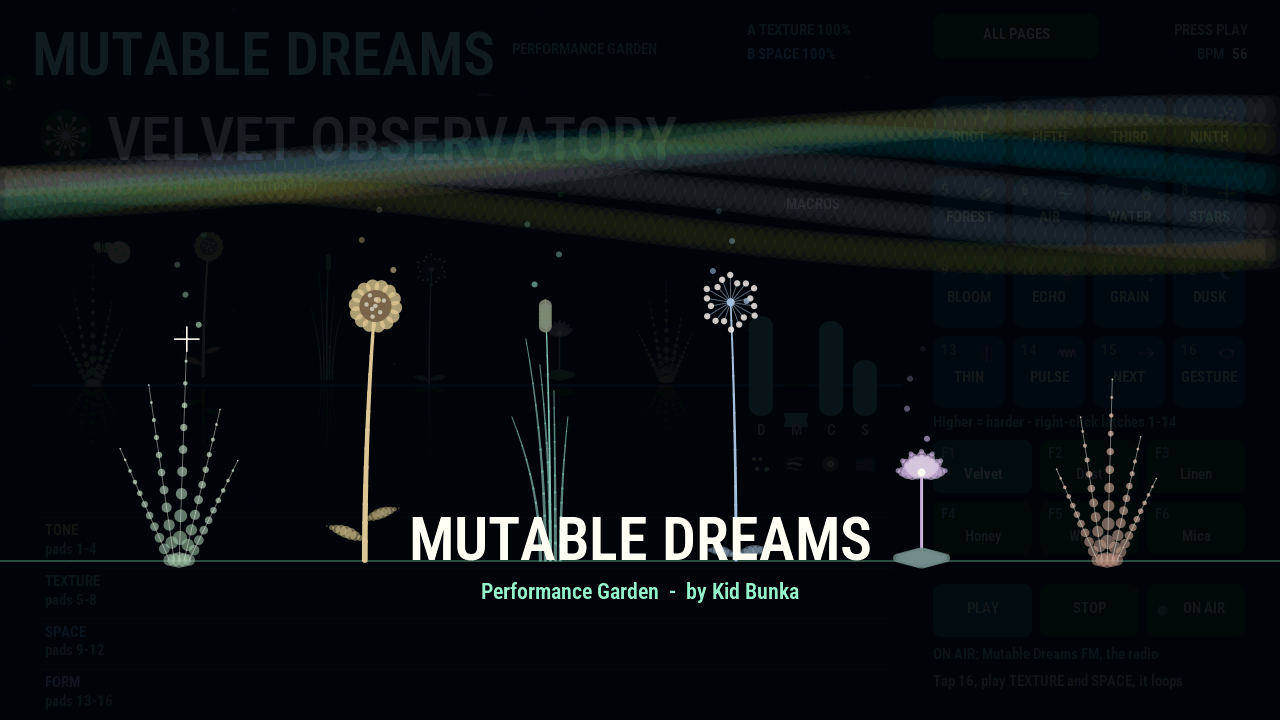 MUTABLE DREAMS
PERFORMANCE GARDEN
A TEXTURE 100%
B SPACE 100%
ALL PAGES
PRESS PLAY
BPM 56
VELVET OBSERVATORY
ROOT
FIFTH
THIRD
NINTH
MACROS
FOREST
AIR
WATER
STARS
BLOOM
ECHO
GRAIN
DUSK
13
THIN
14
PULSE
15
NEXT
16
GESTURE
D
M
C
S
Higher = harder - right-click latches 1-14
F1
Velvet
F2
F3
Linen
F4
Honey
F5
F6
Mica
MUTABLE DREAMS
Performance Garden - by Kid Bunka
TONE
pads 1-4
TEXTURE
pads 5-8
SPACE
pads 9-12
FORM
pads 13-16
PLAY
STOP
ON AIR
ON AIR: Mutable Dreams FM, the radio
Tap 16, play TEXTURE and SPACE, it loops